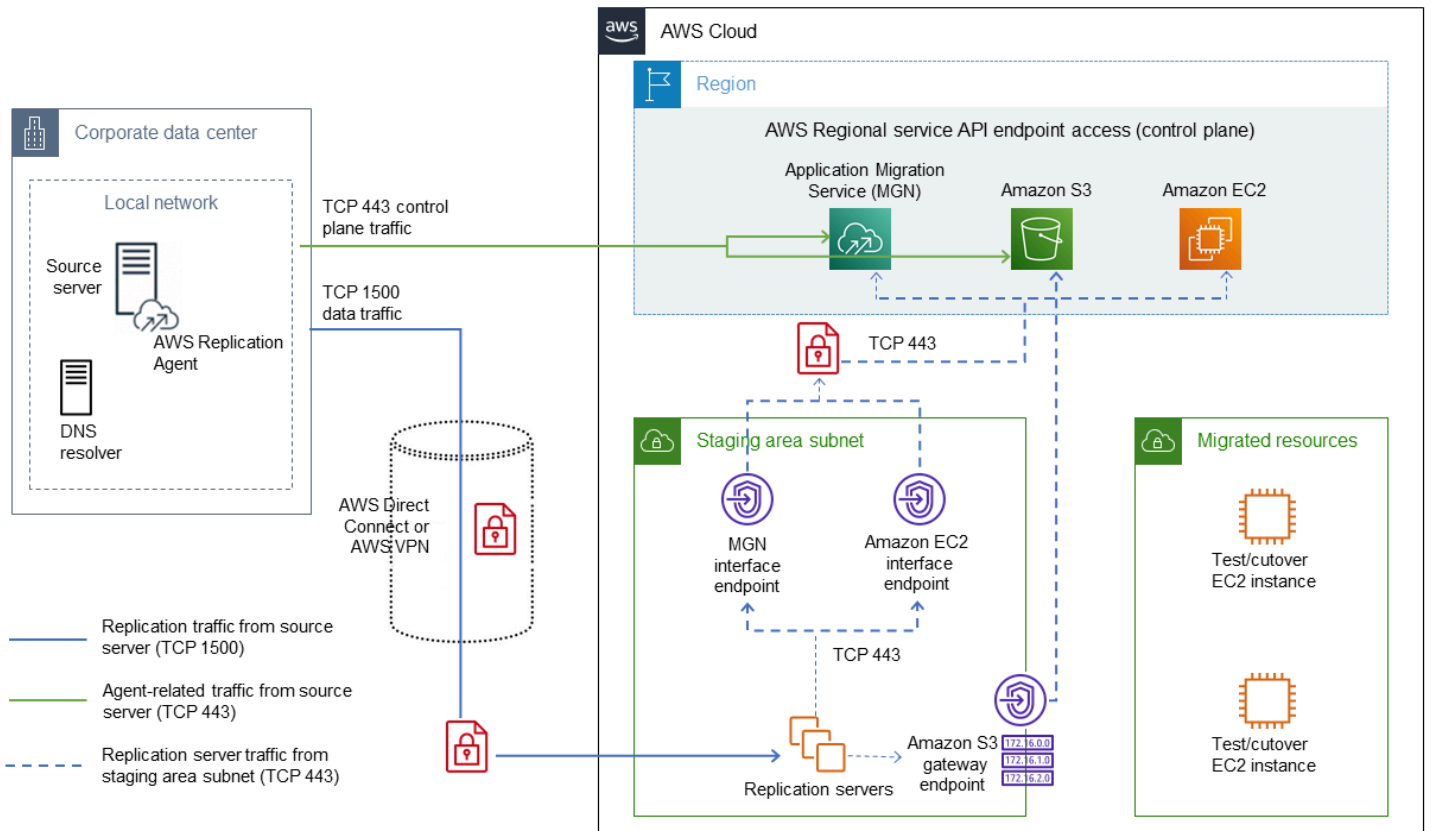 aws
AWS Cloud
Region
AWS Regional service API endpoint access (control plane)
Application Migration
Service (MGN)
Amazon S3
Amazon EC2
Corporate data center
Local network
Source
server
AWS Replication
Agent
DNS
resolver
TCP 443 control
plane traffic
TCP 1500
data traffic
TCP 443
AWS Direct
Connect or
AWS VPN
Staging area subnet
MGN
interface
endpoint
Amazon EC2
interface
endpoint
TCP 443
Replication servers
Amazon S3
gateway
endpoint
172.16.0.0
172.16.1.0
172.16.2.0
Migrated resources
Test/cutover
EC2 instance
Test/cutover
EC2 instance
Replication traffic from source
server (TCP 1500)
Agent-related traffic from source
server (TCP 443)
Replication server traffic from
staging area subnet (TCP 443)